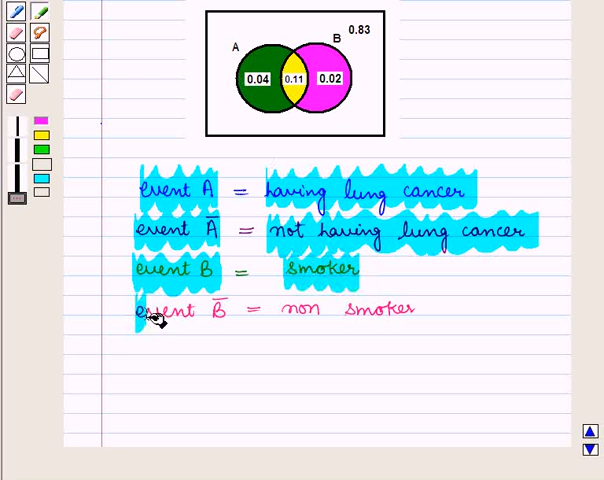 0.83
A
B
0.04 0.11 0.02
event A = having lung cancer
event A̅ = not having lung cancer
event B = smoker
event B̅ = non smoker